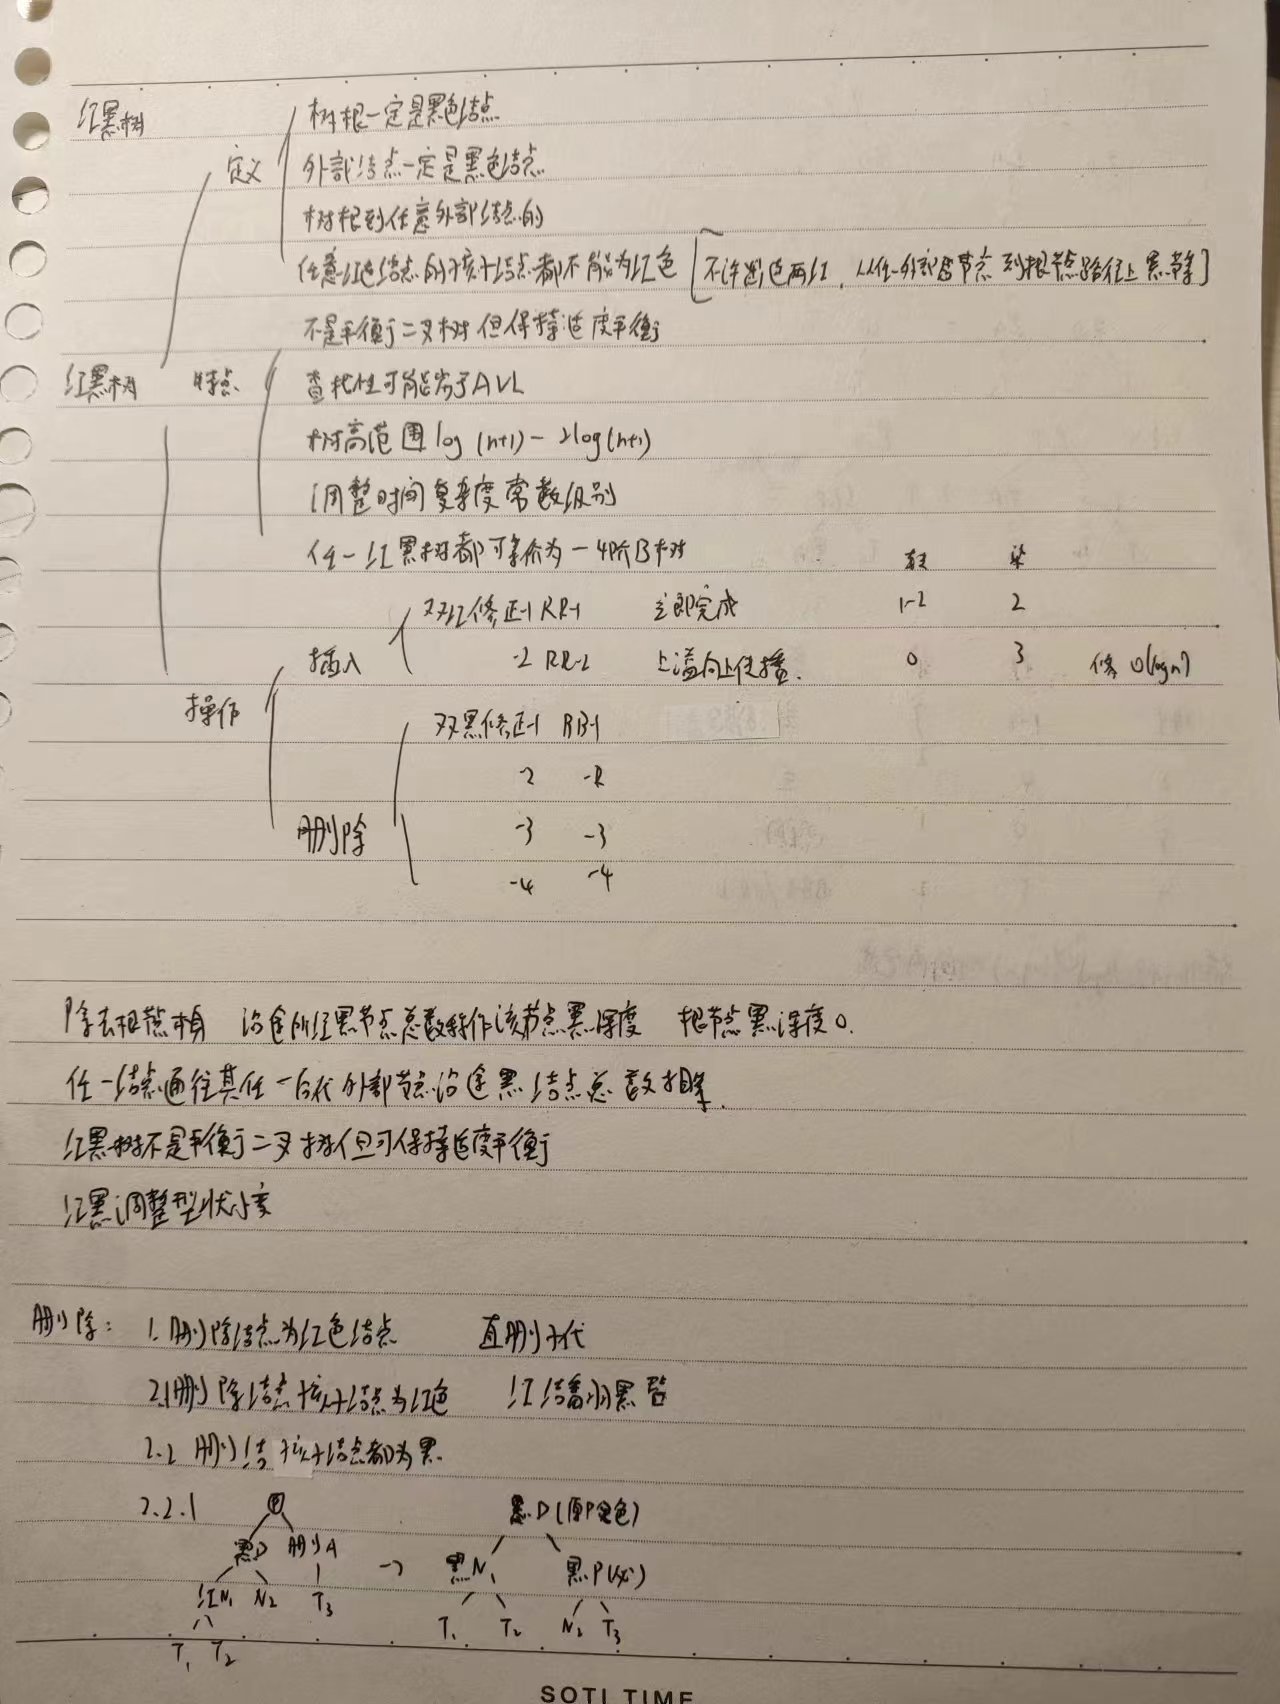 红黑树
定义
树根一定是黑色结点
外部结点一定是黑色结点
树根到任意外部结点的
任意红色结点的孩子结点都不能为红色 [不许出现两红，从任一外部节点到根节点路径上黑等]
不是平衡二叉树但保持适度平衡
红黑树 特点
查找性可能劣于AVL
树高范围 log(n+1) - 2log(n+1)
调整时间复杂度常数级别
任一红黑树都可等价为一4阶B树
转 染
双红修正-1 RR-1 立即完成 1-2 2
插入 -2 RR-2 上溢向上传播. 0 3 修 O(logn)
操作
双黑修正-1 BB-1
-2 -2
删除 -3 -3
-4 -4
除去根节点本身 沿途所经黑节点总数称作该节点黑深度 根节点黑深度0.
任一结点通往其任一后代外部节点沿途黑结点总数相等.
红黑树不是平衡二叉树但可保持适度平衡
红黑调整型状小变
删除： 1. 删除结点为红色结点 直删子代
2.1 删除结点孩子结点为红色 红结点染黑替
2.2 删结孩子结点都为黑
2.2.1 P 黑D(原P颜色)
黑D 删A → 黑N₁ 黑P(必)
红N₁ N₂ T₃ T₁ T₂ N₂ T₃
T₁ T₂
SOTI TIME